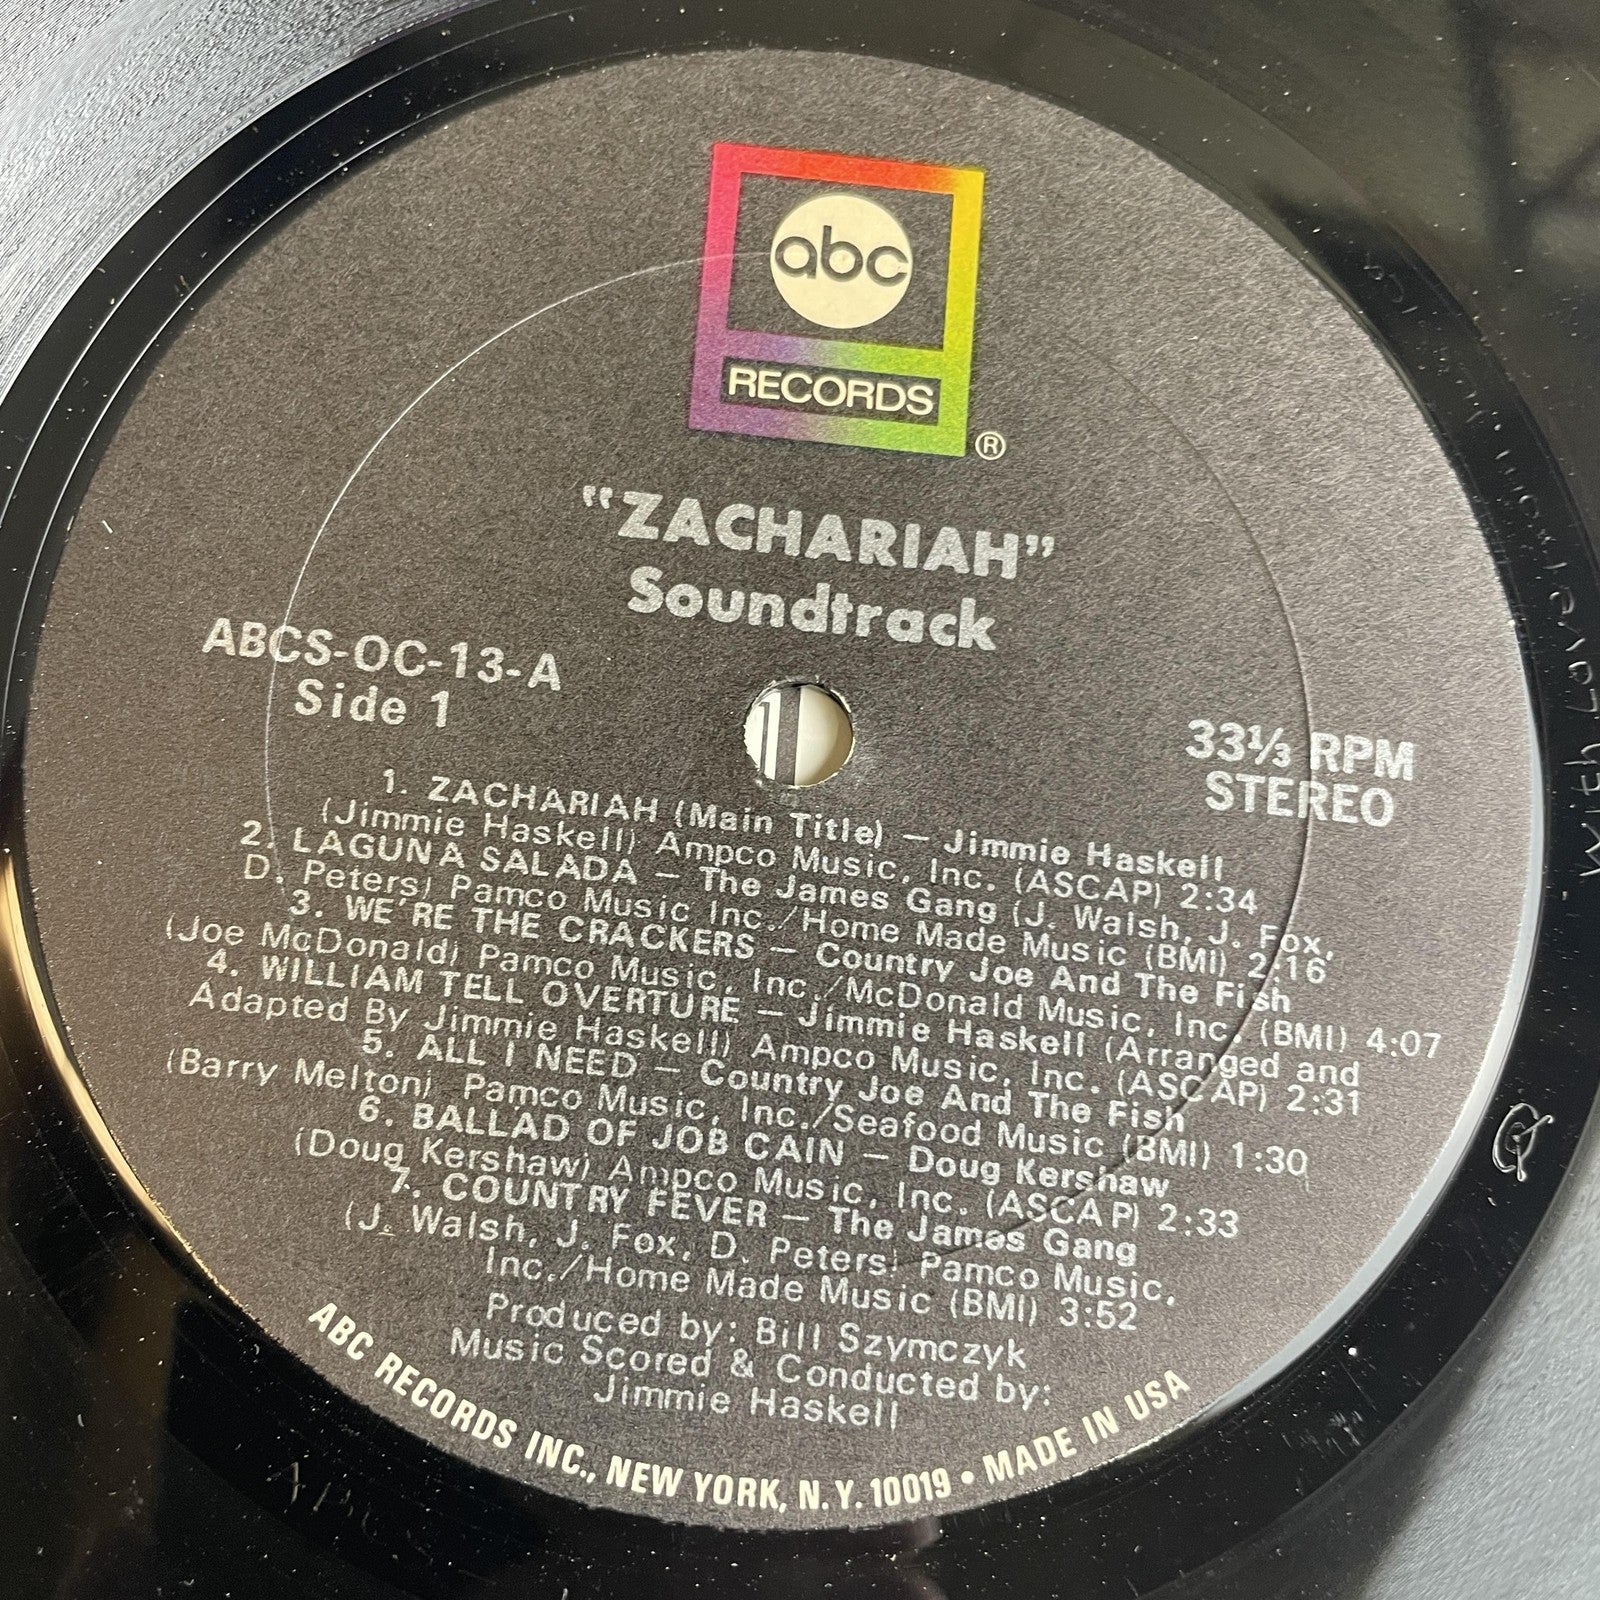 abc
RECORDS
®
"ZACHARIAH"
Soundtrack
ABCS-OC-13-A
Side 1
33⅓ RPM
STEREO
1. ZACHARIAH (Main Title) — Jimmie Haskell
(Jimmie Haskell) Ampco Music, Inc. (ASCAP) 2:34
2. LAGUNA SALADA — The James Gang (J. Walsh, J. Fox,
D. Peters) Pamco Music Inc./Home Made Music (BMI) 2:16
3. WE'RE THE CRACKERS — Country Joe And The Fish
(Joe McDonald) Pamco Music, Inc./McDonald Music, Inc. (BMI) 4:07
4. WILLIAM TELL OVERTURE — Jimmie Haskell (Arranged and
Adapted By Jimmie Haskell) Ampco Music, Inc. (ASCAP) 2:31
5. ALL I NEED — Country Joe And The Fish
(Barry Melton) Pamco Music, Inc./Seafood Music (BMI) 1:30
6. BALLAD OF JOB CAIN — Doug Kershaw
(Doug Kershaw) Ampco Music, Inc. (ASCAP) 2:33
7. COUNTRY FEVER — The James Gang
(J. Walsh, J. Fox, D. Peters) Pamco Music,
Inc./Home Made Music (BMI) 3:52
Produced by: Bill Szymczyk
Music Scored & Conducted by:
Jimmie Haskell
ABC RECORDS INC., NEW YORK, N.Y. 10019 • MADE IN USA